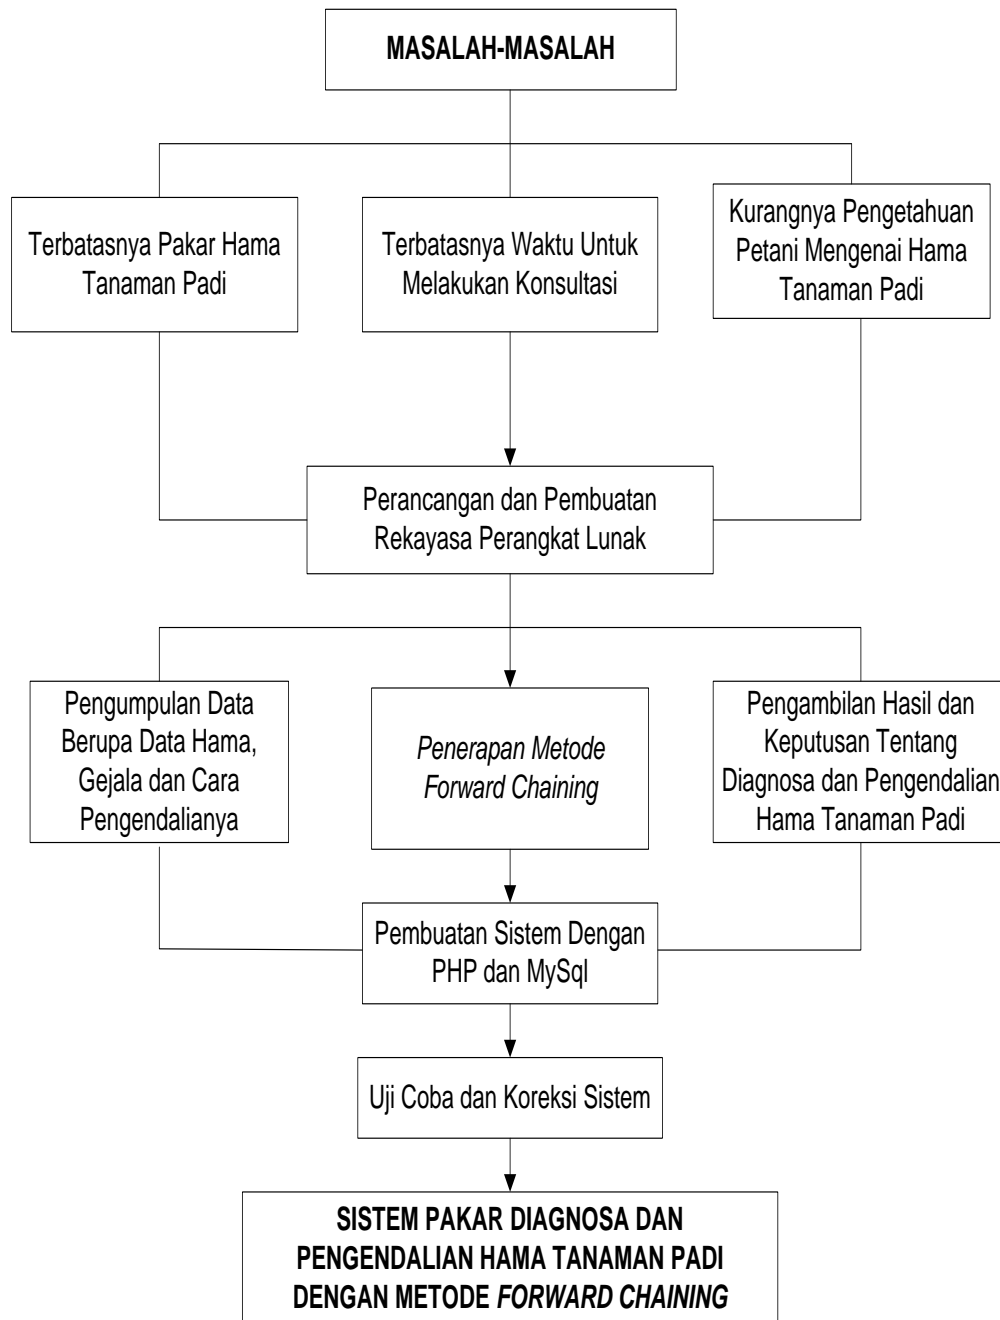 MASALAH-MASALAH
Terbatasnya Pakar Hama
Tanaman Padi
Terbatasnya Waktu Untuk
Melakukan Konsultasi
Kurangnya Pengetahuan
Petani Mengenai Hama
Tanaman Padi
Perancangan dan Pembuatan
Rekayasa Perangkat Lunak
Pengumpulan Data
Berupa Data Hama,
Gejala dan Cara
Pengendalianya
Penerapan Metode
Forward Chaining
Pengambilan Hasil dan
Keputusan Tentang
Diagnosa dan Pengendalian
Hama Tanaman Padi
Pembuatan Sistem Dengan
PHP dan MySql
Uji Coba dan Koreksi Sistem
SISTEM PAKAR DIAGNOSA DAN
PENGENDALIAN HAMA TANAMAN PADI
DENGAN METODE FORWARD CHAINING